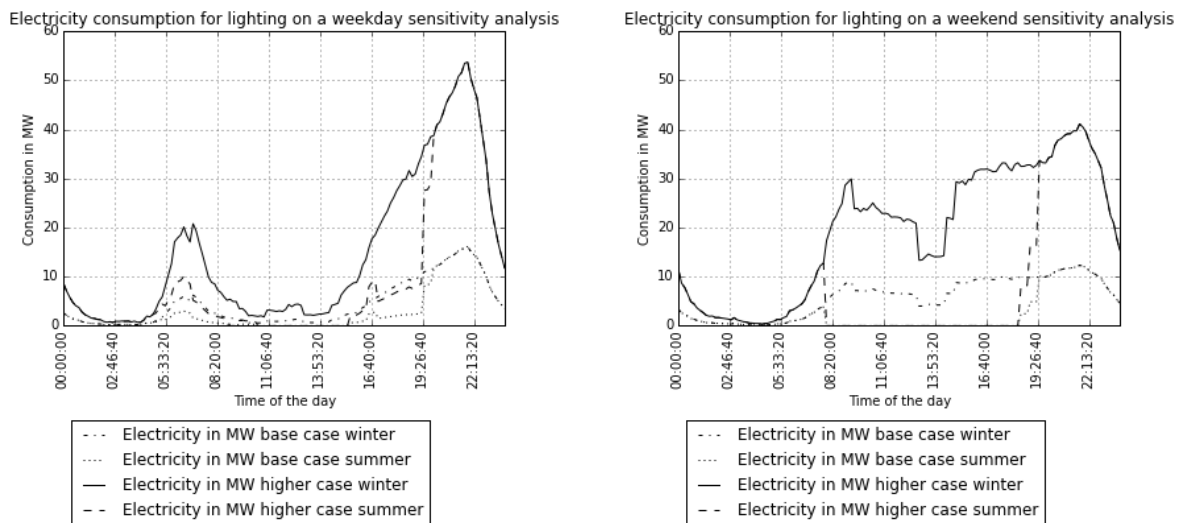 Electricity consumption for lighting on a weekday sensitivity analysis
60
50
40
30
20
10
0
Consumption in MW
00:00:00
02:46:40
05:33:20
08:20:00
11:06:40
13:53:20
16:40:00
19:26:40
22:13:20
Time of the day
Electricity in MW base case winter
Electricity in MW base case summer
Electricity in MW higher case winter
Electricity in MW higher case summer
Electricity consumption for lighting on a weekend sensitivity analysis
60
50
40
30
20
10
0
Consumption in MW
00:00:00
02:46:40
05:33:20
08:20:00
11:06:40
13:53:20
16:40:00
19:26:40
22:13:20
Time of the day
Electricity in MW base case winter
Electricity in MW base case summer
Electricity in MW higher case winter
Electricity in MW higher case summer